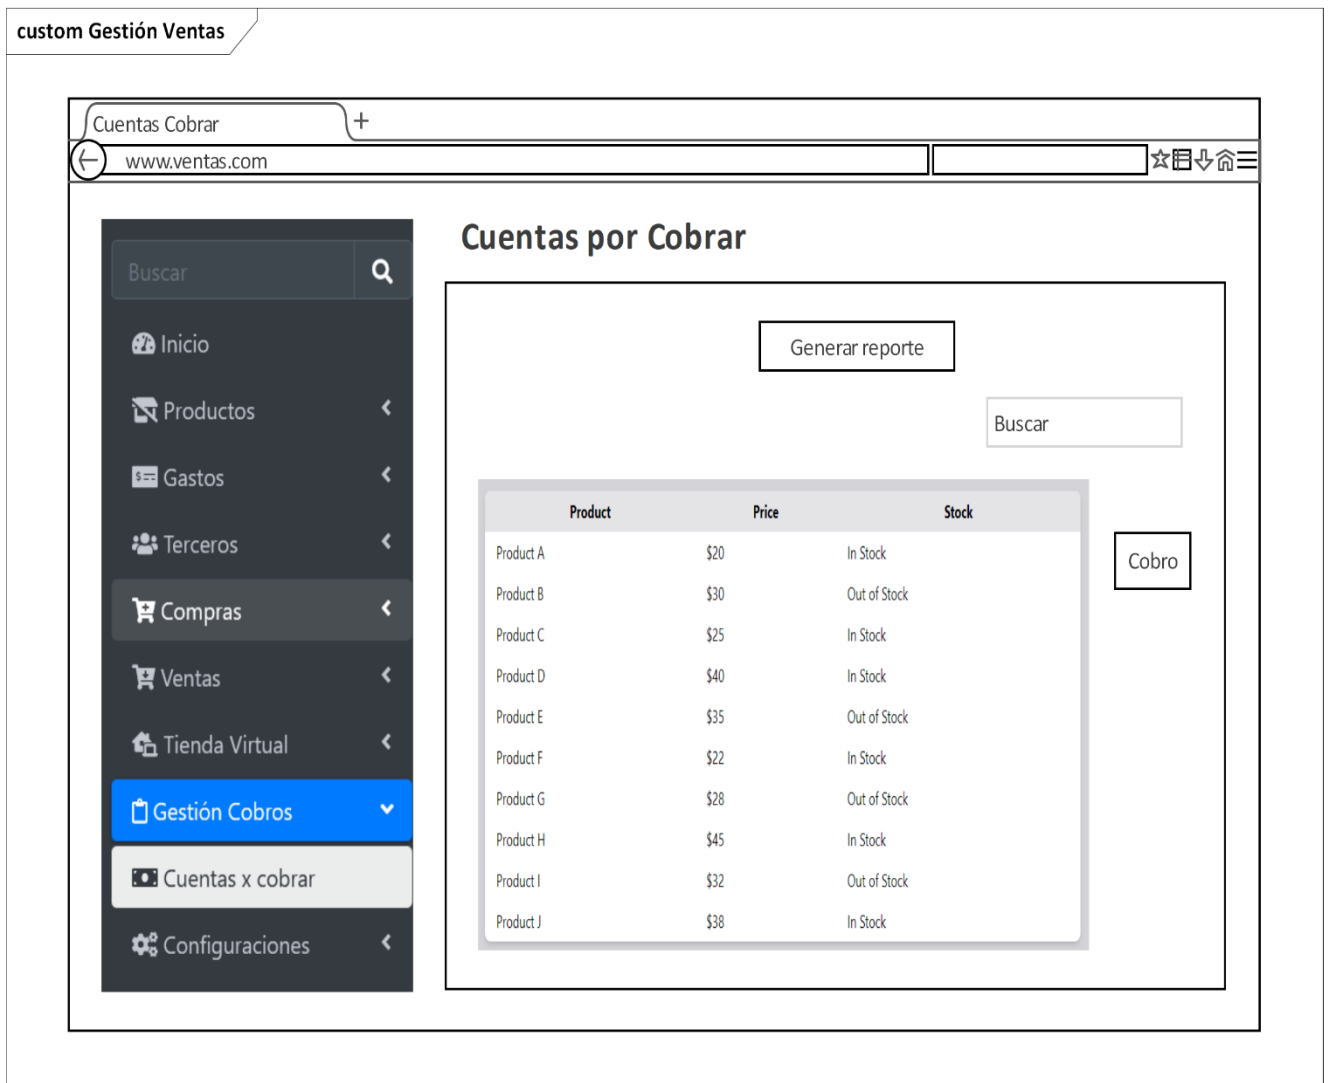 custom Gestión Ventas
Cuentas Cobrar
www.ventas.com
Buscar
Inicio
Productos
Gastos
Terceros
Compras
Ventas
Tienda Virtual
Gestión Cobros
Cuentas x cobrar
Configuraciones
Cuentas por Cobrar
Generar reporte
Buscar
Product Price Stock
Product A $20 In Stock
Product B $30 Out of Stock
Product C $25 In Stock
Product D $40 In Stock
Product E $35 Out of Stock
Product F $22 In Stock
Product G $28 Out of Stock
Product H $45 In Stock
Product I $32 Out of Stock
Product J $38 In Stock
Cobro